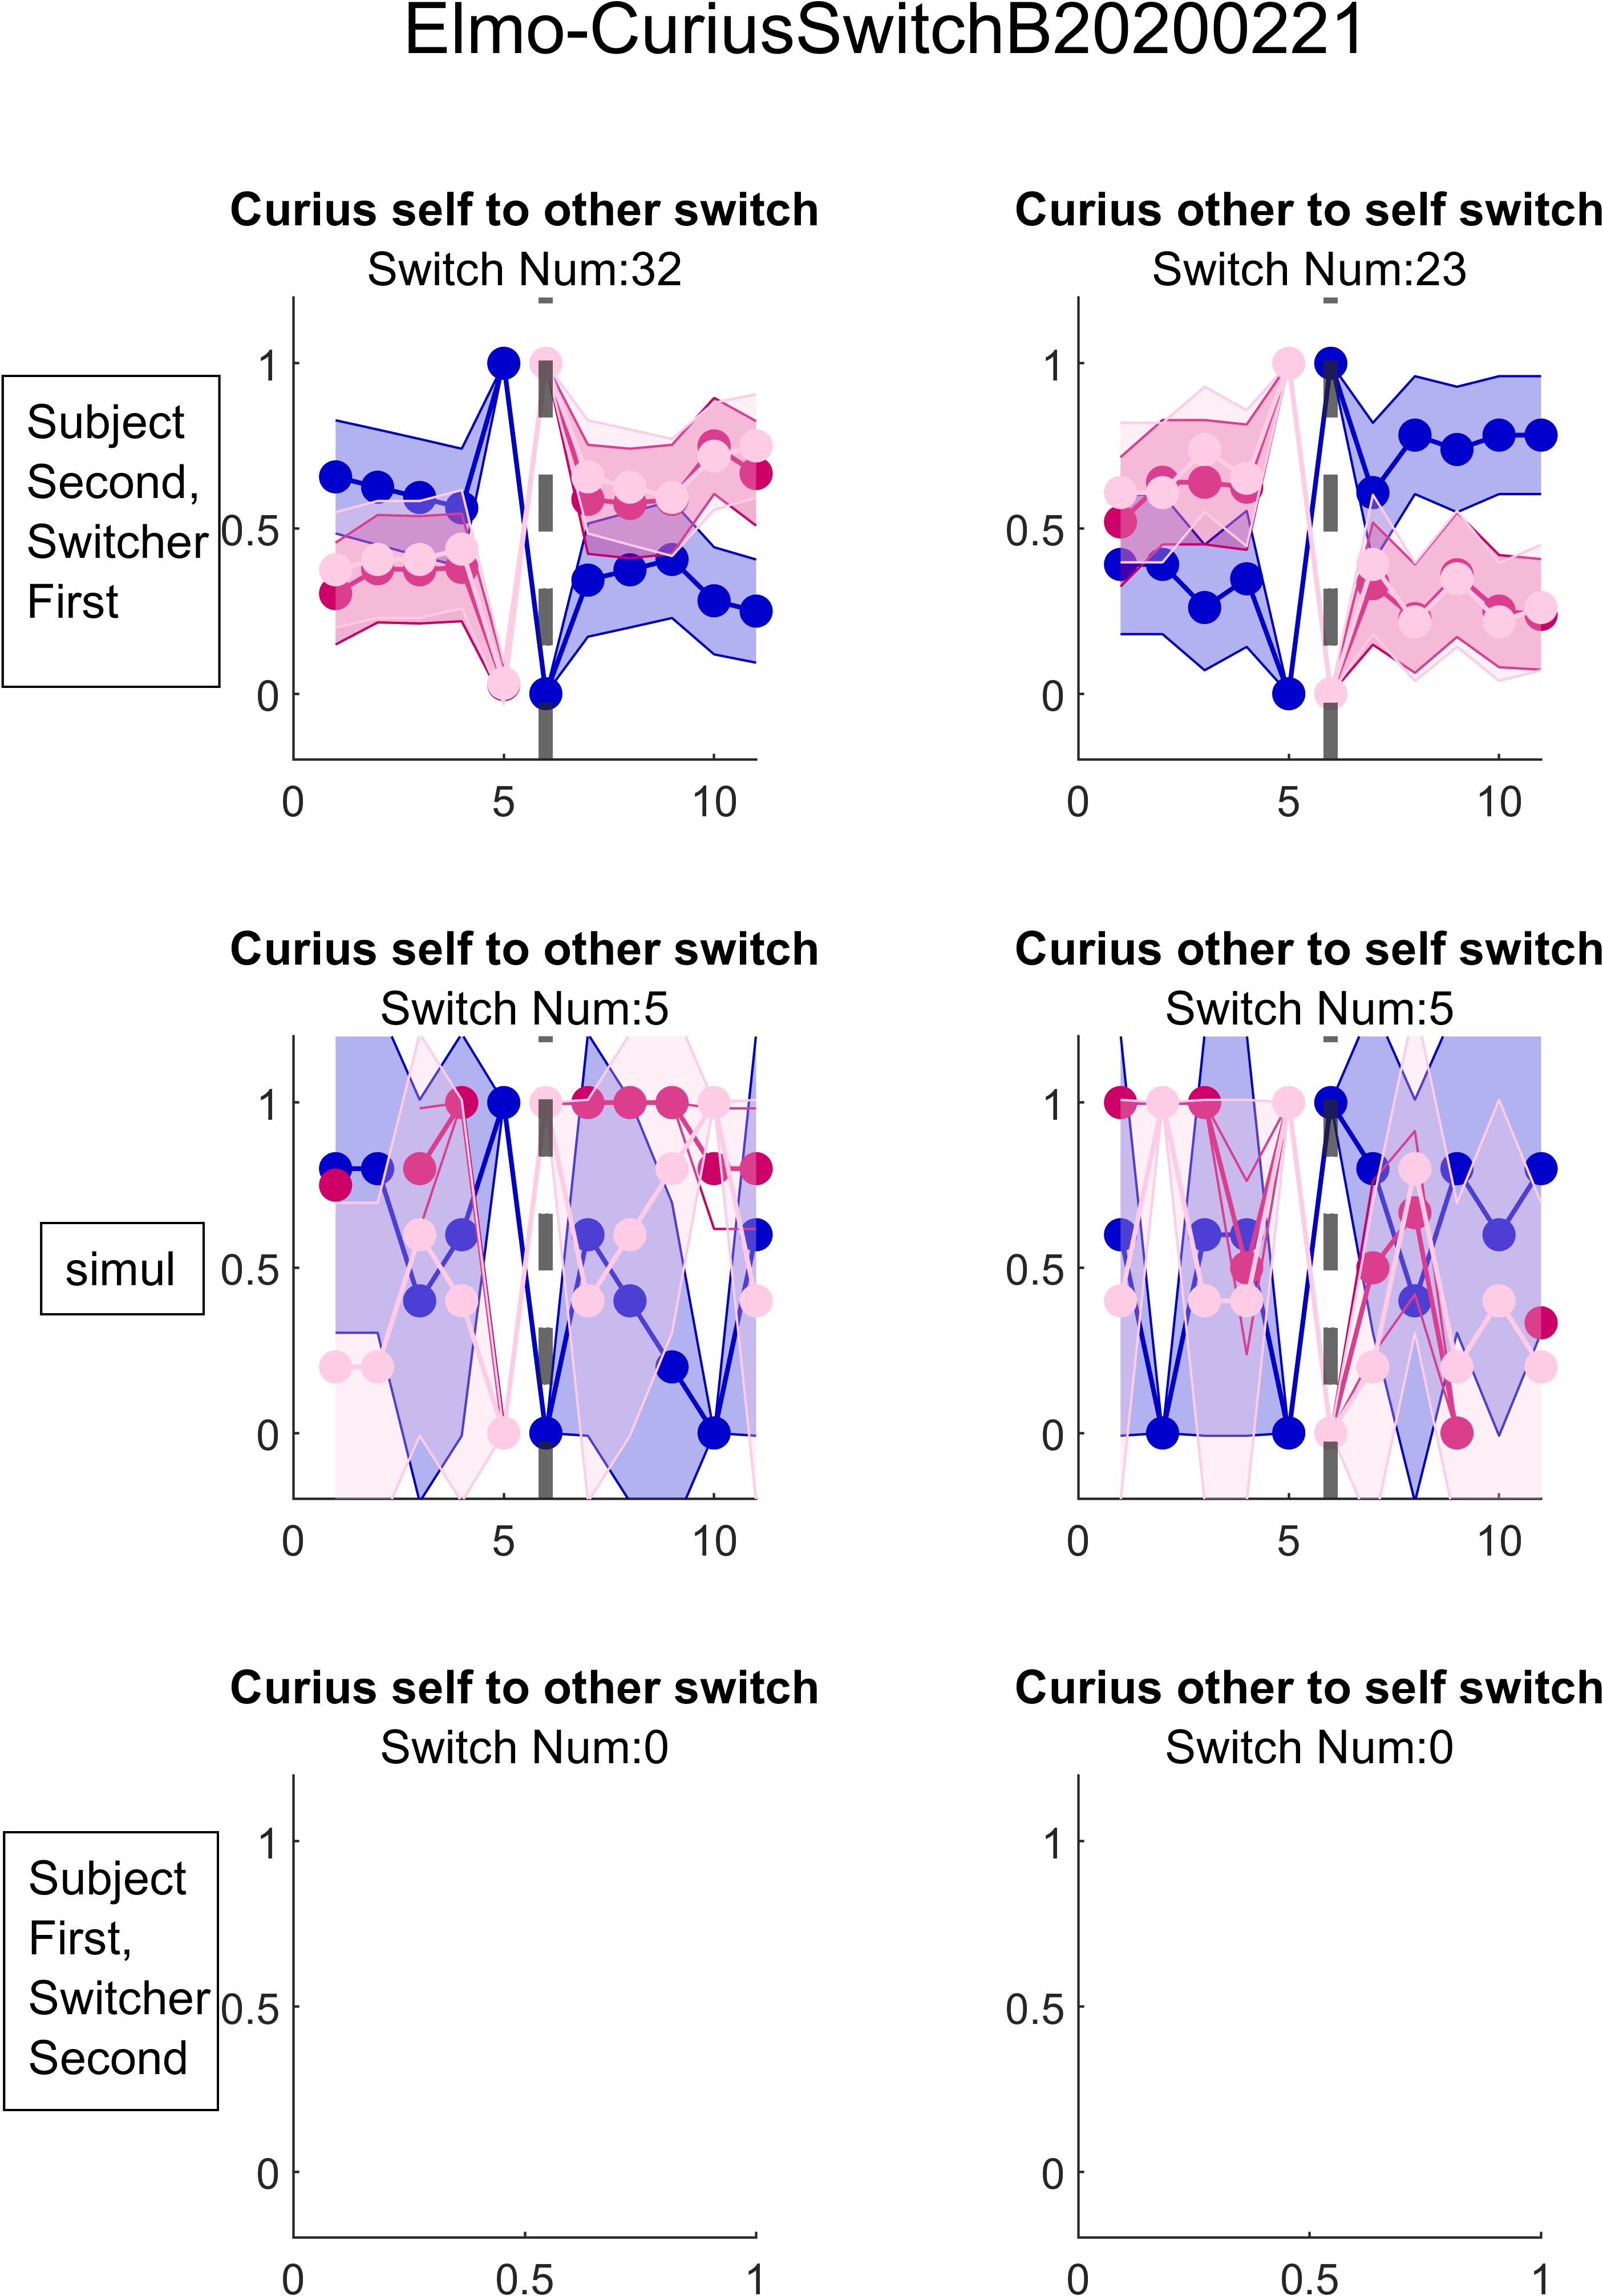 Elmo-CuriusSwitchB20200221
Curius self to other switch
Switch Num:32
Curius other to self switch
Switch Num:23
Subject
Second,
Switcher
First
1
0.5
0
0
5
10
1
0.5
0
0
5
10
Curius self to other switch
Switch Num:5
Curius other to self switch
Switch Num:5
simul
1
0.5
0
0
5
10
1
0.5
0
0
5
10
Curius self to other switch
Switch Num:0
Curius other to self switch
Switch Num:0
Subject
First,
Switcher
Second
1
0.5
0
0
0.5
1
1
0.5
0
0
0.5
1